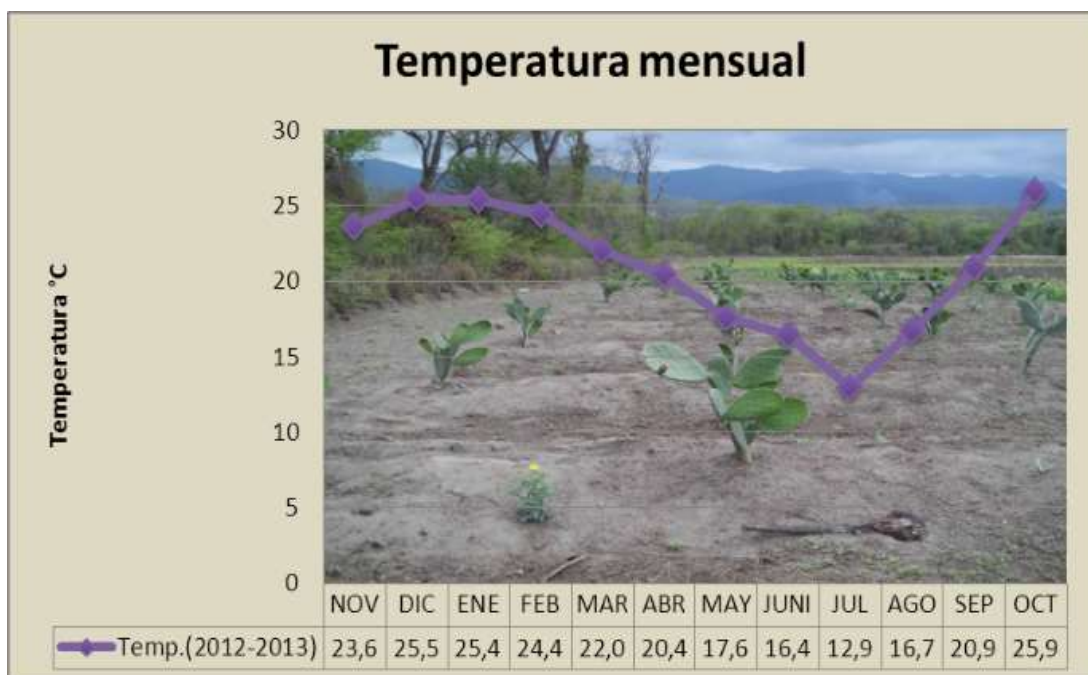 Temperatura mensual
Temperatura °C
30
25
20
15
10
5
0
NOV DIC ENE FEB MAR ABR MAY JUNI JUL AGO SEP OCT
Temp.(2012-2013) 23,6 25,5 25,4 24,4 22,0 20,4 17,6 16,4 12,9 16,7 20,9 25,9